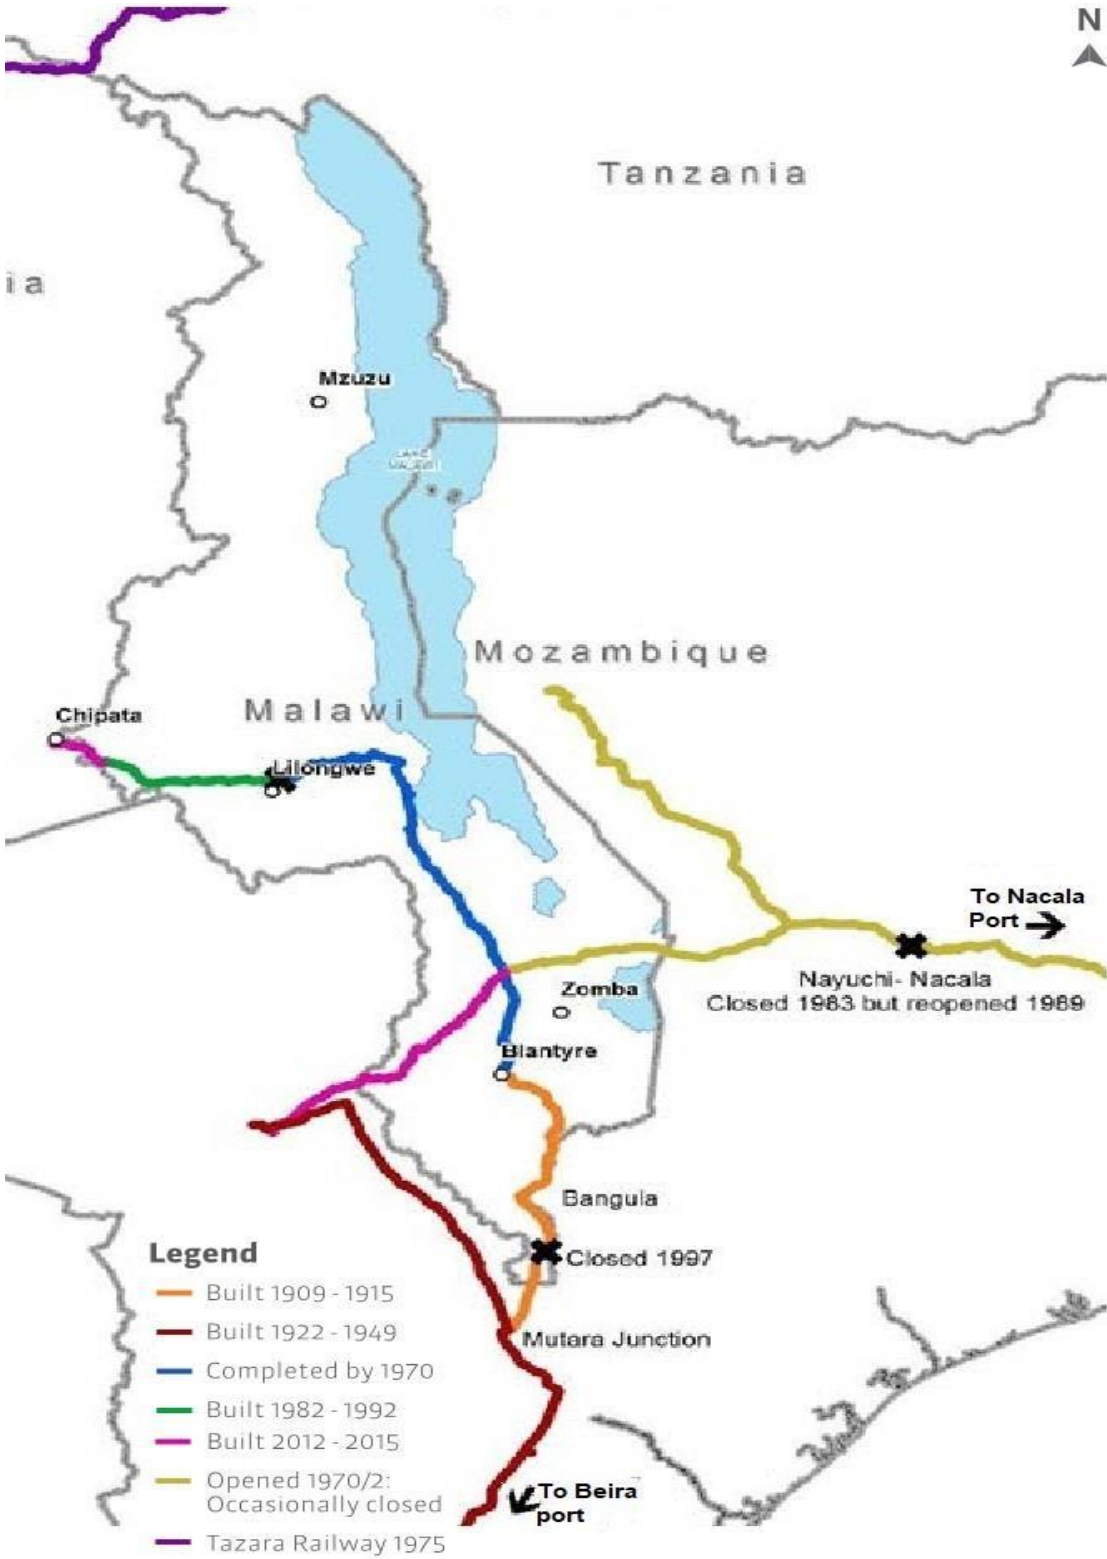 N
Tanzania
ia
Mzuzu
LAKE
MALAWI
Mozambique
Chipata
Malawi
Lilongwe
To Nacala
Port
Nayuchi- Nacala
Closed 1983 but reopened 1989
Zomba
Blantyre
Bangula
Closed 1997
Mutara Junction
To Beira
port
Legend
Built 1909 - 1915
Built 1922 - 1949
Completed by 1970
Built 1982 - 1992
Built 2012 - 2015
Opened 1970/2:
Occasionally closed
Tazara Railway 1975